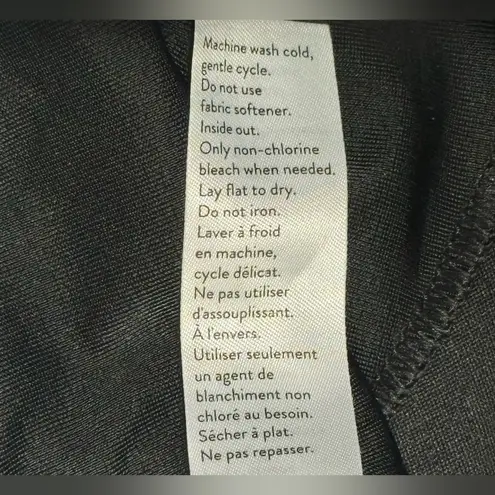 Machine wash cold,
gentle cycle.
Do not use
fabric softener.
Inside out.
Only non-chlorine
bleach when needed.
Lay flat to dry.
Do not iron.
Laver à froid
en machine,
cycle délicat.
Ne pas utiliser
d'assouplissant.
À l'envers.
Utiliser seulement
un agent de
blanchiment non
chloré au besoin.
Sécher à plat.
Ne pas repasser.